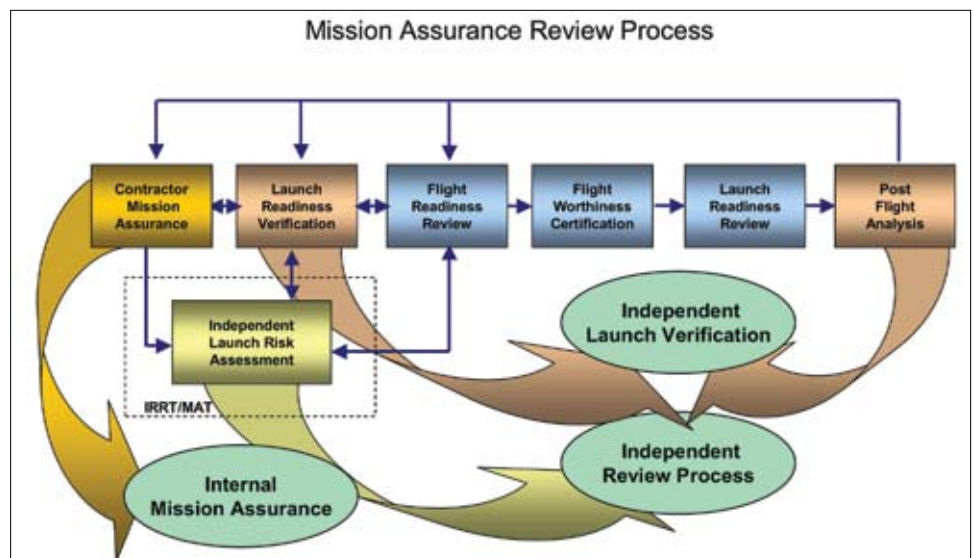 Mission Assurance Review Process
Contractor
Mission
Assurance
Launch
Readiness
Verification
Flight
Readiness
Review
Flight
Worthiness
Certification
Launch
Readiness
Review
Post
Flight
Analysis
Independent
Launch Risk
Assessment
IRRT/MAT
Independent
Launch Verification
Independent
Review Process
Internal
Mission Assurance